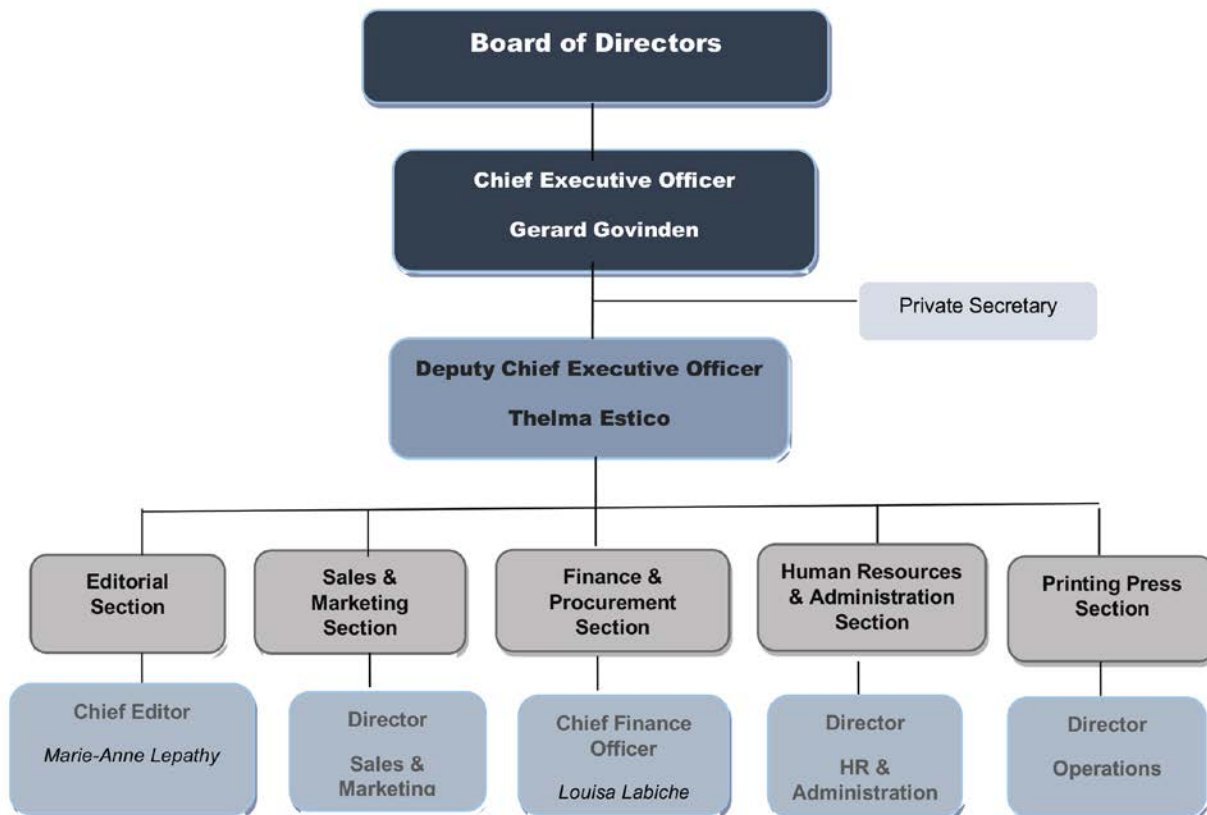 Board of Directors
Chief Executive Officer
Gerard Govinden
Private Secretary
Deputy Chief Executive Officer
Thelma Estico
Editorial
Section
Sales &
Marketing
Section
Finance &
Procurement
Section
Human Resources
& Administration
Section
Printing Press
Section
Chief Editor
Marie-Anne Lepathy
Director
Sales &
Marketing
Chief Finance
Officer
Louisa Labiche
Director
HR &
Administration
Director
Operations